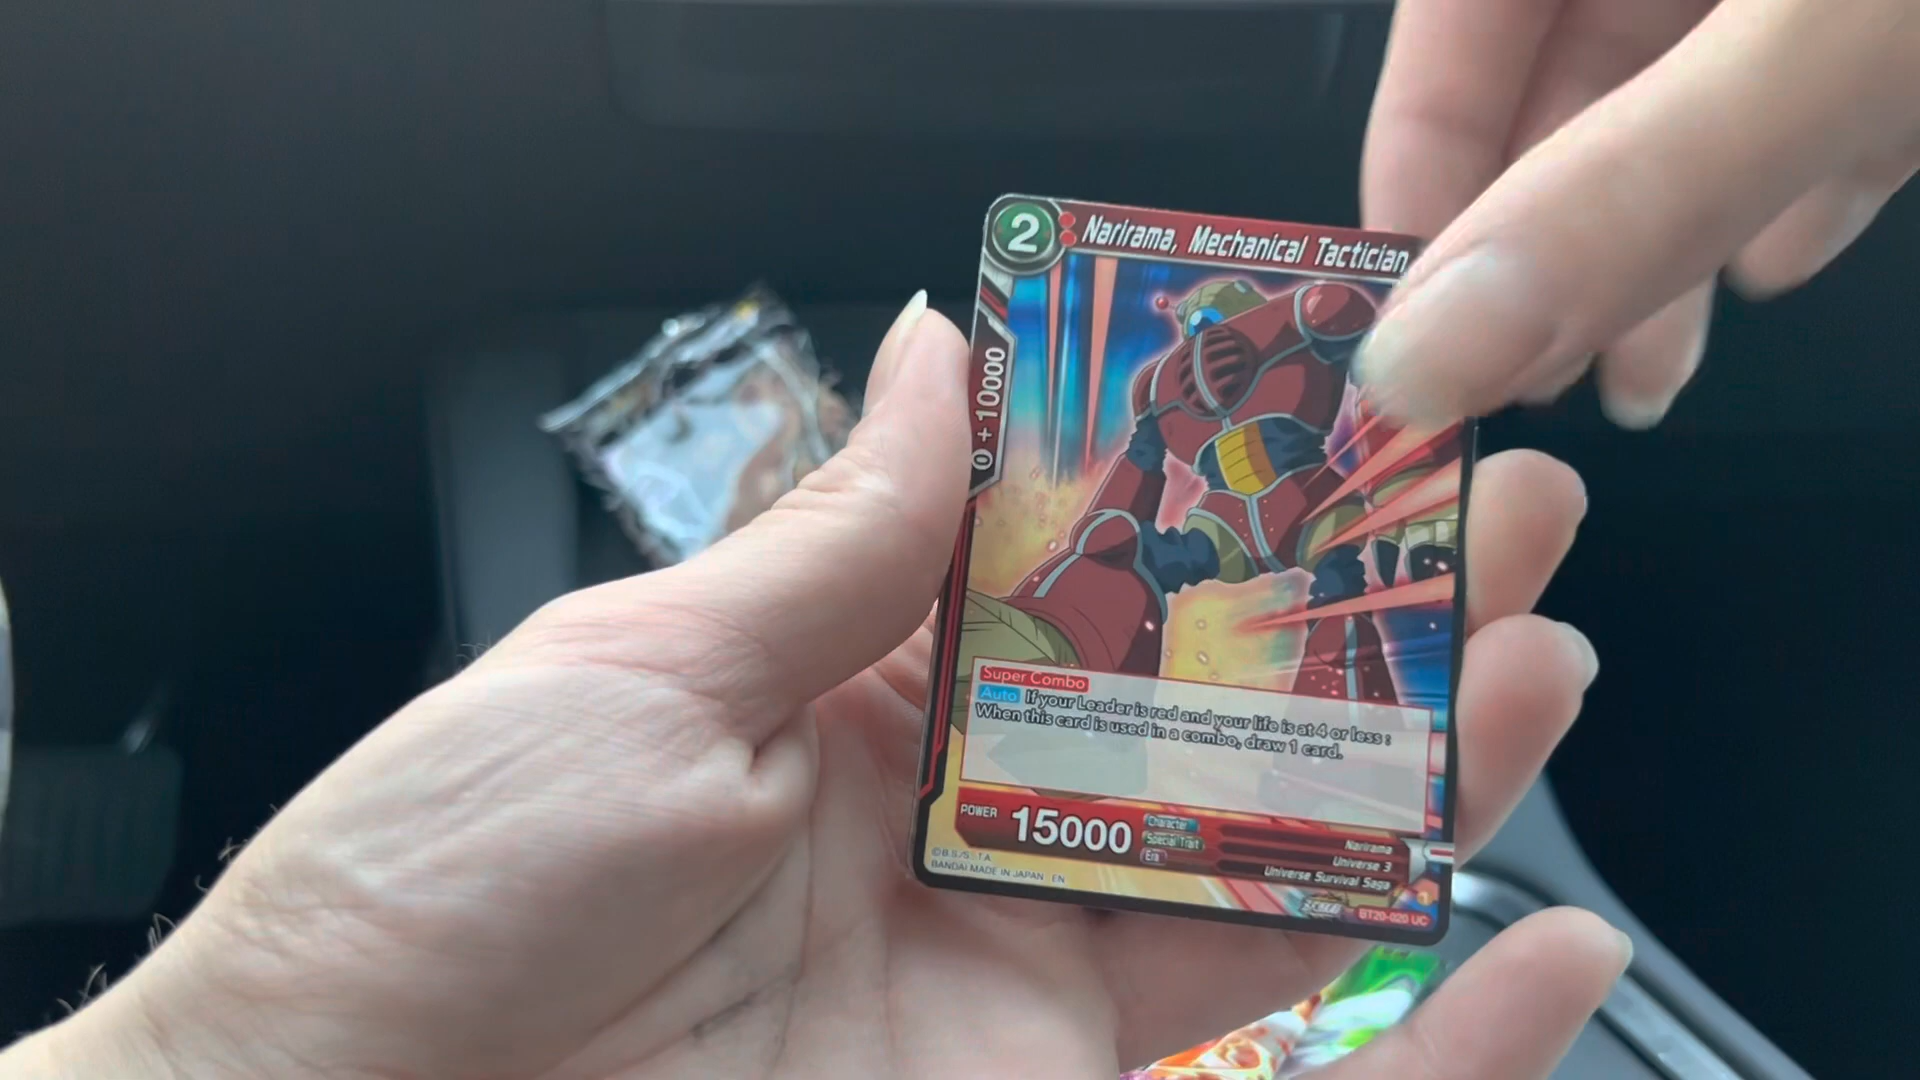 2 Narirama, Mechanical Tactician
0 + 10000
Super Combo
Auto If your Leader is red and your life is at 4 or less :
When this card is used in a combo, draw 1 card.
POWER 15000
Character Narirama
Special Trait Universe 3
Era Universe Survival Saga
©B.S./S.,T.A.
BANDAI MADE IN JAPAN EN
BT20-020 UC